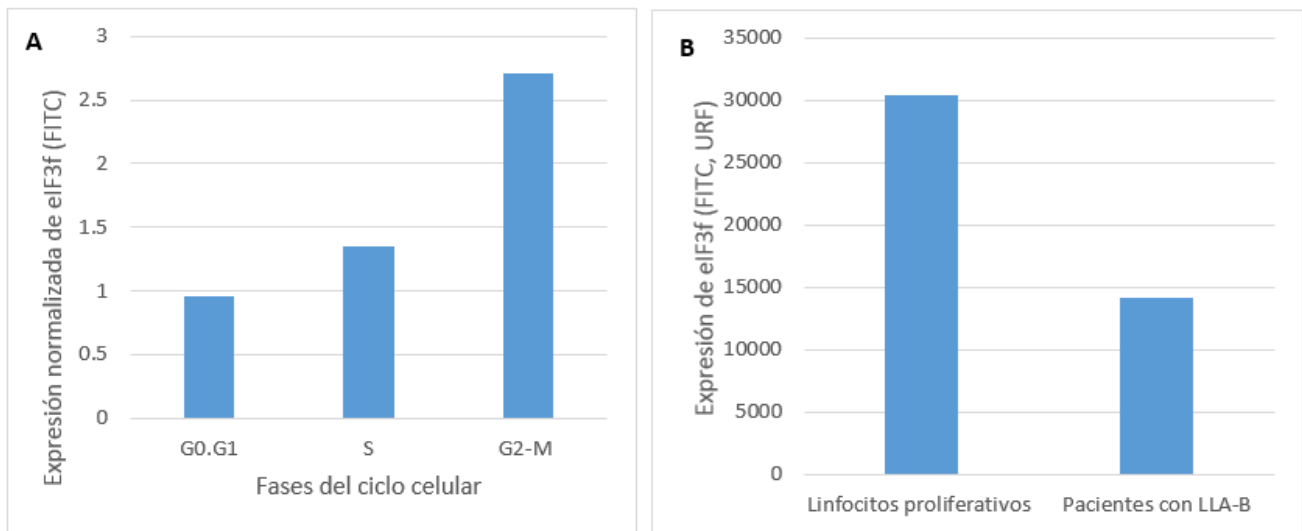 A
Expresión normalizada de eIF3f (FITC)
3
2.5
2
1.5
1
0.5
0
G0.G1 S G2-M
Fases del ciclo celular
B
Expresión de eIF3f (FITC, URF)
35000
30000
25000
20000
15000
10000
5000
0
Linfocitos proliferativos Pacientes con LLA-B